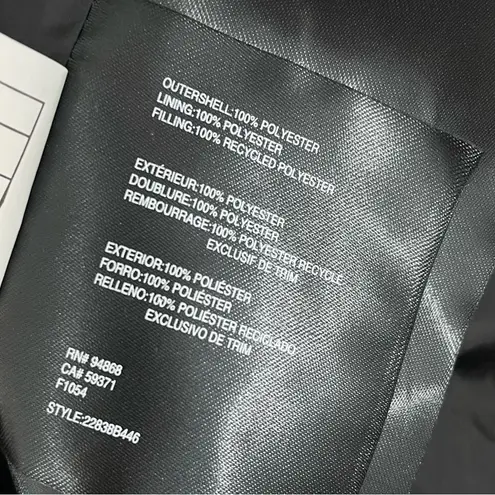 OUTERSHELL:100% POLYESTER
LINING:100% POLYESTER
FILLING:100% RECYCLED POLYESTER
EXTÉRIEUR:100% POLYESTER
DOUBLURE:100% POLYESTER
REMBOURRAGE:100% POLYESTER RECYCLÉ
EXCLUSIF DE TRIM
EXTERIOR:100% POLIÉSTER
FORRO:100% POLIÉSTER
RELLENO:100% POLIÉSTER RECICLADO
EXCLUSIVO DE TRIM
RN# 94868
CA# 59371
F1054
STYLE:22838B446